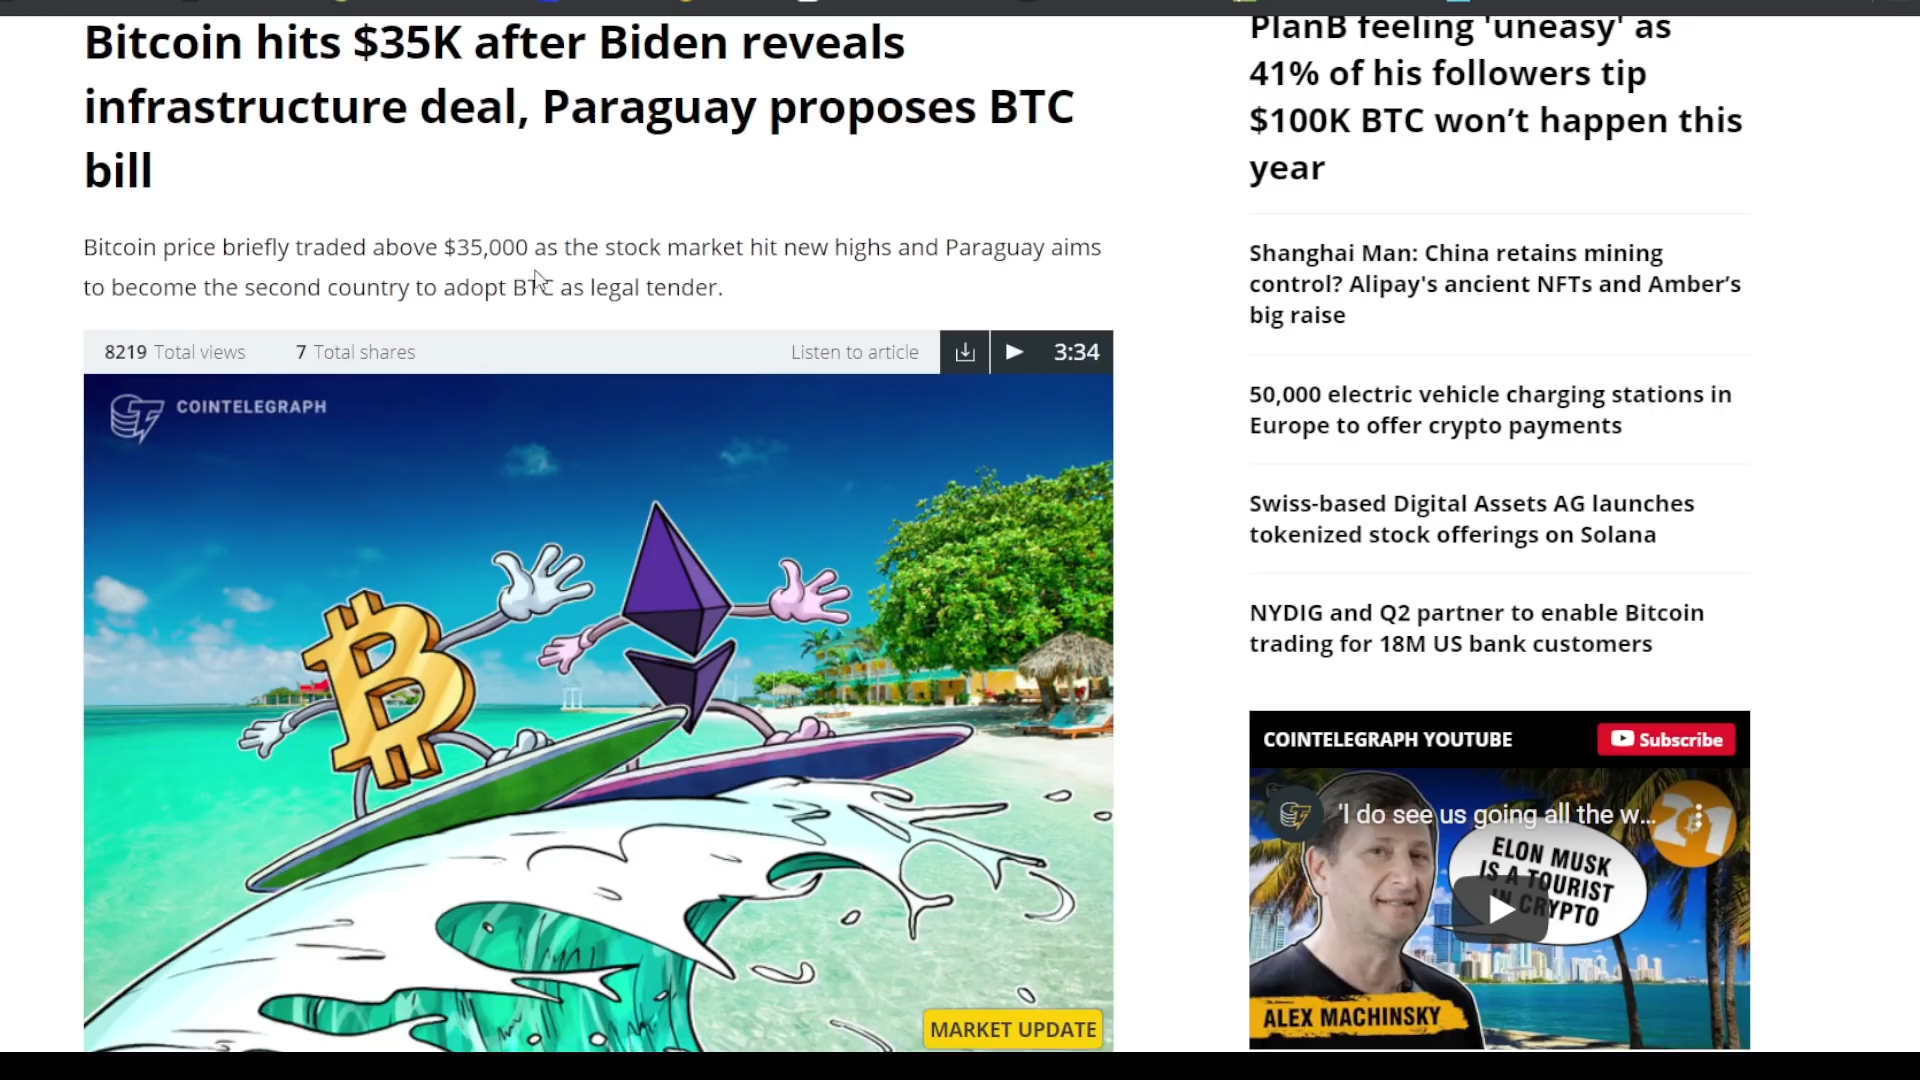 Bitcoin hits $35K after Biden reveals
infrastructure deal, Paraguay proposes BTC
bill
Bitcoin price briefly traded above $35,000 as the stock market hit new highs and Paraguay aims
to become the second country to adopt BTC as legal tender.
8219 Total views
7 Total shares
Listen to article
3:34
COINTELEGRAPH
MARKET UPDATE
PlanB feeling 'uneasy' as
41% of his followers tip
$100K BTC won’t happen this
year
Shanghai Man: China retains mining
control? Alipay's ancient NFTs and Amber’s
big raise
50,000 electric vehicle charging stations in
Europe to offer crypto payments
Swiss-based Digital Assets AG launches
tokenized stock offerings on Solana
NYDIG and Q2 partner to enable Bitcoin
trading for 18M US bank customers
COINTELEGRAPH YOUTUBE
Subscribe
'I do see us going all the w...
21
ELON MUSK
IS A TOURIST
IN CRYPTO
ALEX MACHINSKY